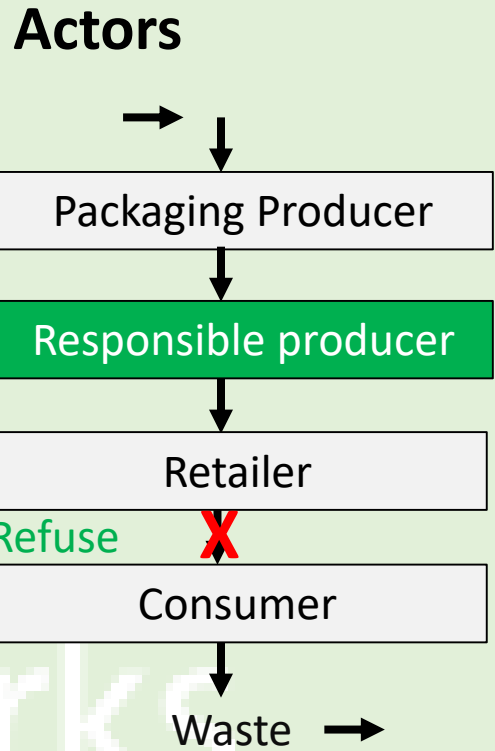 Actors
Packaging Producer
Responsible producer
Retailer
Refuse X
Consumer
Waste